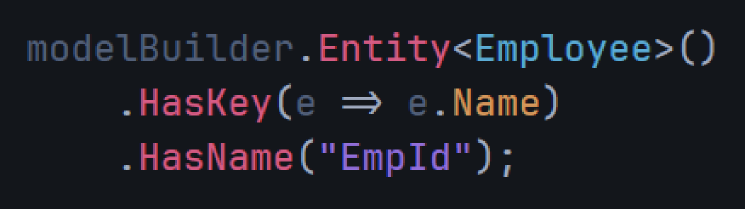 modelBuilder.Entity<Employee>()
.HasKey(e => e.Name)
.HasName("EmpId");